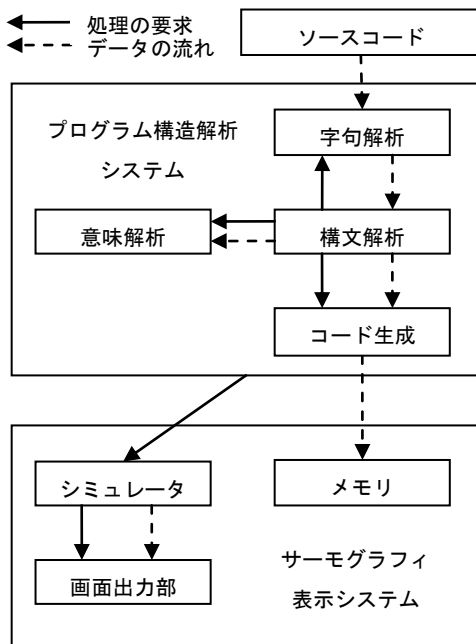 処理の要求
データの流れ
ソースコード
プログラム構造解析
システム
字句解析
意味解析
構文解析
コード生成
シミュレータ
メモリ
画面出力部
サーモグラフィ
表示システム